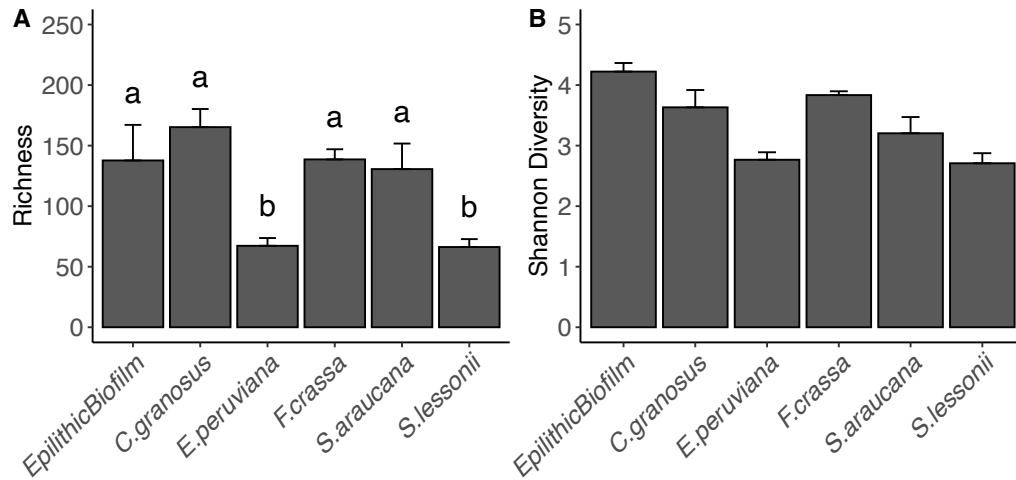 A
Richness
250
200
150
100
50
0
a
a
b
a
a
b
EpilithicBiofilm
C.granosus
E.peruviana
F.crassa
S.araucana
S.lessonii
B
Shannon Diversity
5
4
3
2
1
0
EpilithicBiofilm
C.granosus
E.peruviana
F.crassa
S.araucana
S.lessonii